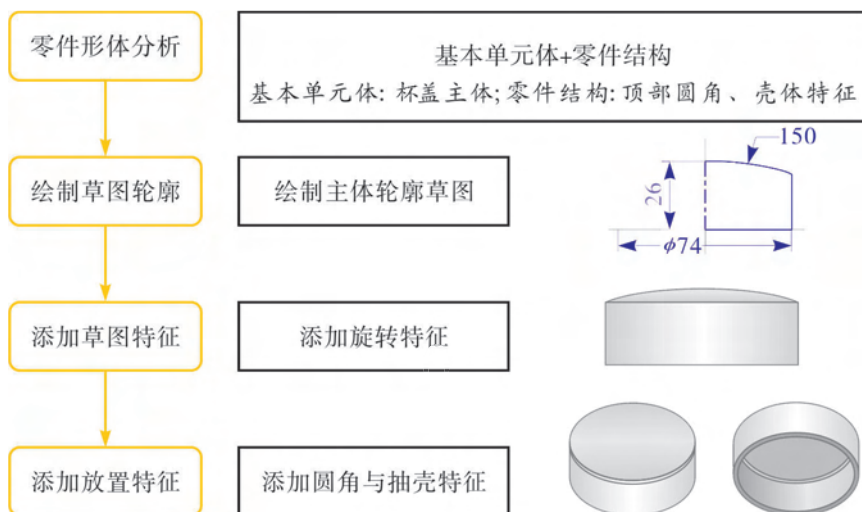 零件形体分析
基本单元体+零件结构
基本单元体: 杯盖主体; 零件结构: 顶部圆角、壳体特征
绘制草图轮廓
绘制主体轮廓草图
150
26
ϕ74
添加草图特征
添加旋转特征
添加放置特征
添加圆角与抽壳特征